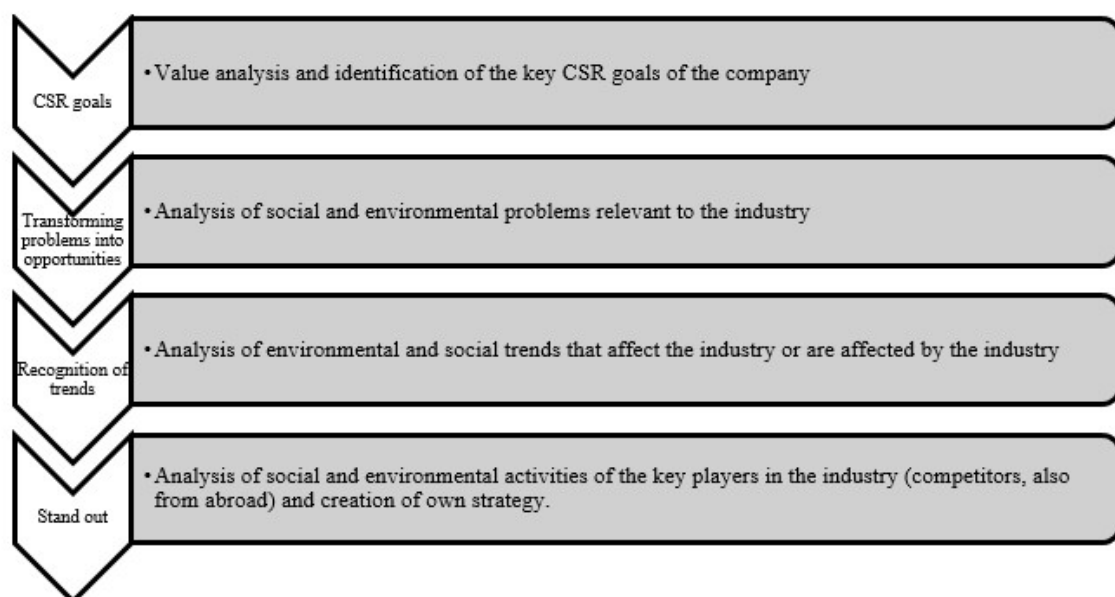 CSR goals
•Value analysis and identification of the key CSR goals of the company
Transforming
problems into
opportunities
•Analysis of social and environmental problems relevant to the industry
Recognition of
trends
•Analysis of environmental and social trends that affect the industry or are affected by the industry
Stand out
•Analysis of social and environmental activities of the key players in the industry (competitors, also
from abroad) and creation of own strategy.